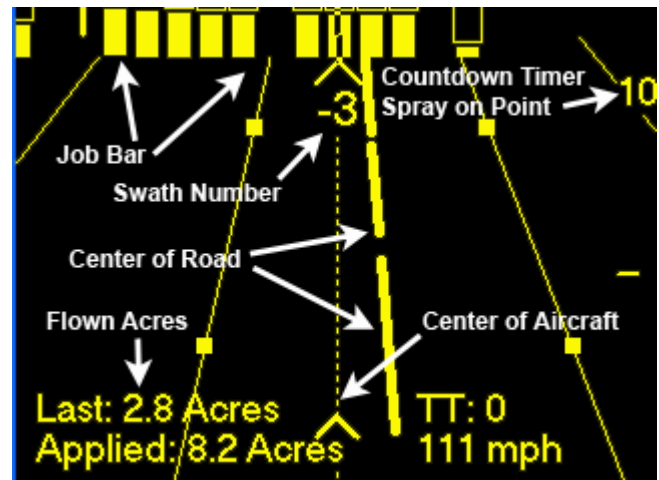 Countdown Timer
Spray on Point
10
-3
Job Bar
Swath Number
Center of Road
Flown Acres
Center of Aircraft
Last: 2.8 Acres
TT: 0
Applied: 8.2 Acres
111 mph